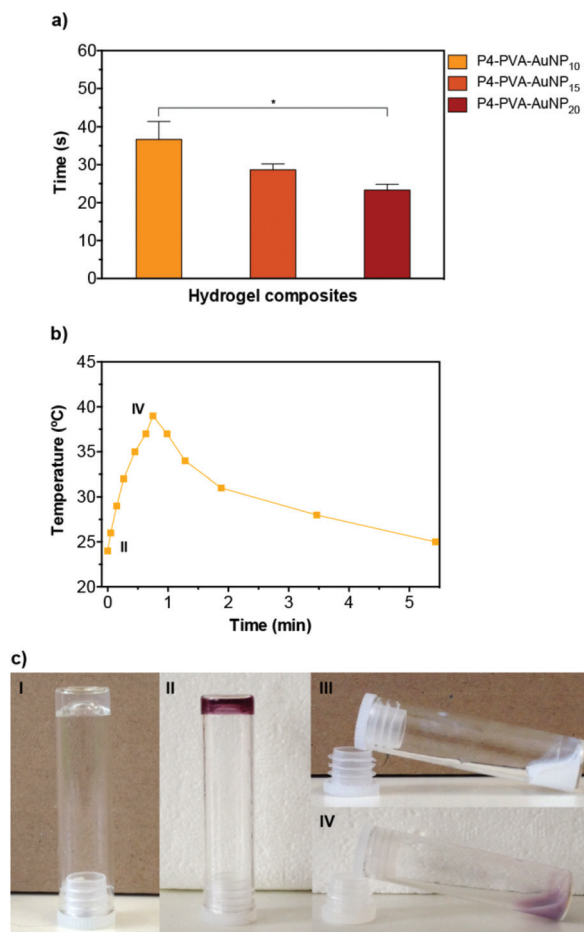 a)
60
50
40
30
20
10
0
Time (s)
*
Hydrogel composites
P4-PVA-AuNP₁₀
P4-PVA-AuNP₁₅
P4-PVA-AuNP₂₀
b)
45
40
35
30
25
20
Temperature (ºC)
IV
II
0 1 2 3 4 5
Time (min)
c)
I
II
III
IV